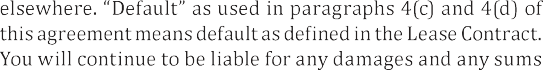 elsewhere. “Default” as used in paragraphs 4(c) and 4(d) of
this agreement means default as defined in the Lease Contract.
You will continue to be liable for any damages and any sums